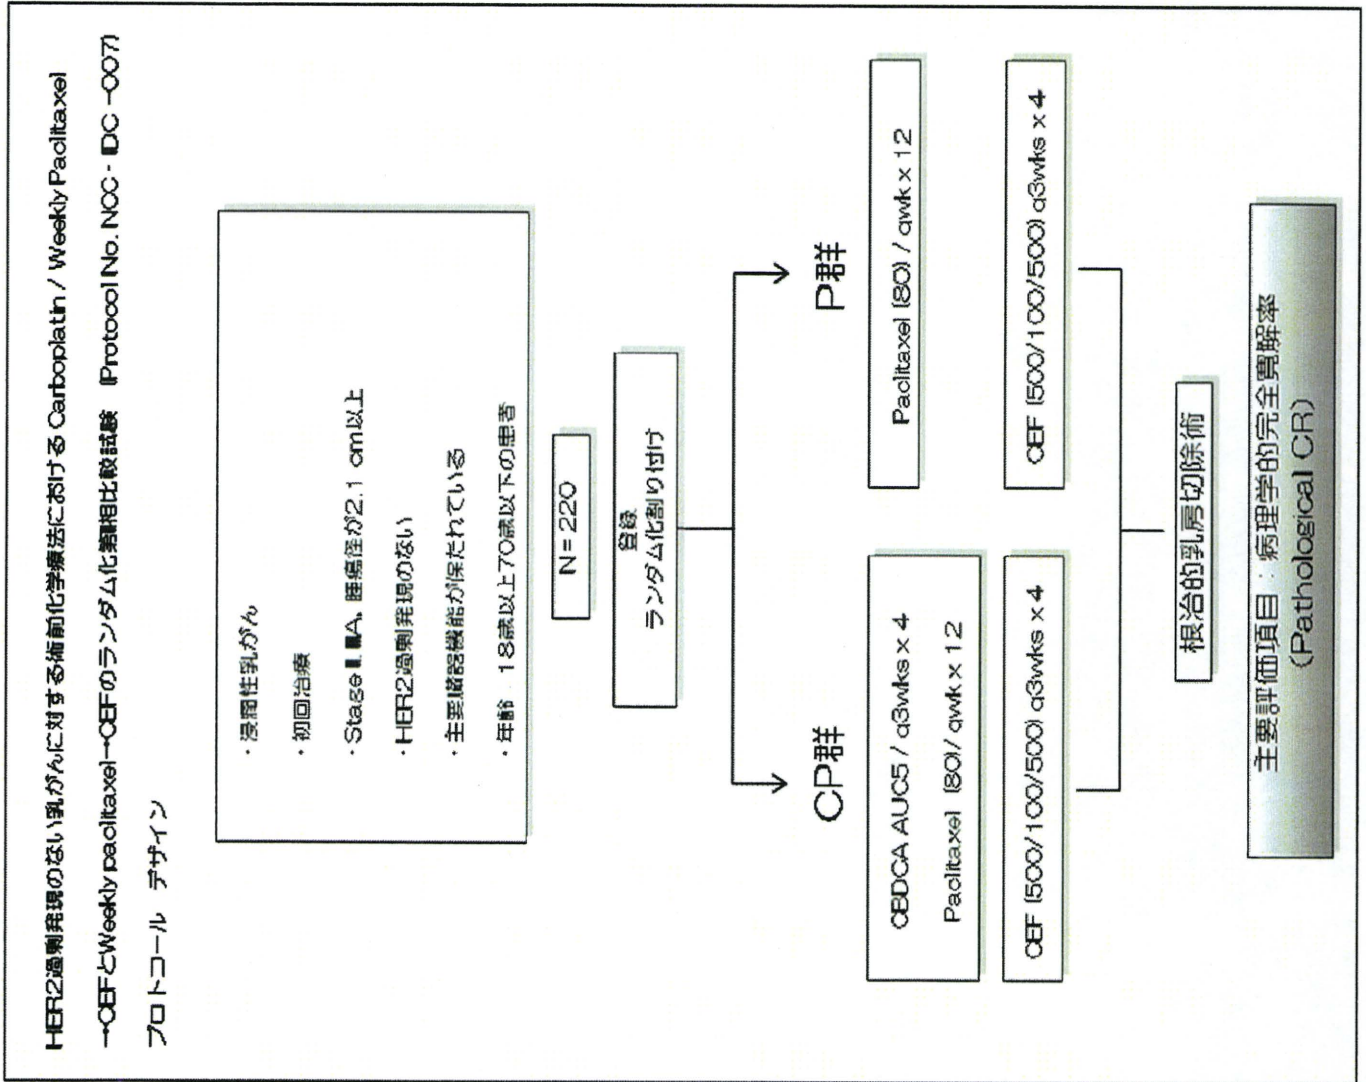 HER2過剰発現のない乳がんに対する術前化学療法における Carboplatin / Weekly Paclitaxel
→CEFとWeekly paclitaxel→CEFのランダム化第II相比較試験 (Protocol No. NCC - IDC -007)
プロトコール デザイン
・浸潤性乳がん
・初回治療
・Stage II, IIIA, 腫瘍径が2.1 cm以上
・HER2過剰発現のない
・主要臓器機能が保たれている
・年齢 18歳以上70歳以下の患者
N=220
登録
ランダム化割り付け
CP群
CBDCA AUC5 / q3wks x 4
Paclitaxel (80)/ qwk x 12
CEF (500/100/500) q3wks x 4
P群
Paclitaxel (80) / qwk x 12
CEF (500/100/500) q3wks x 4
根治的乳房切除術
主要評価項目:病理学的完全寛解率
(Pathological CR)